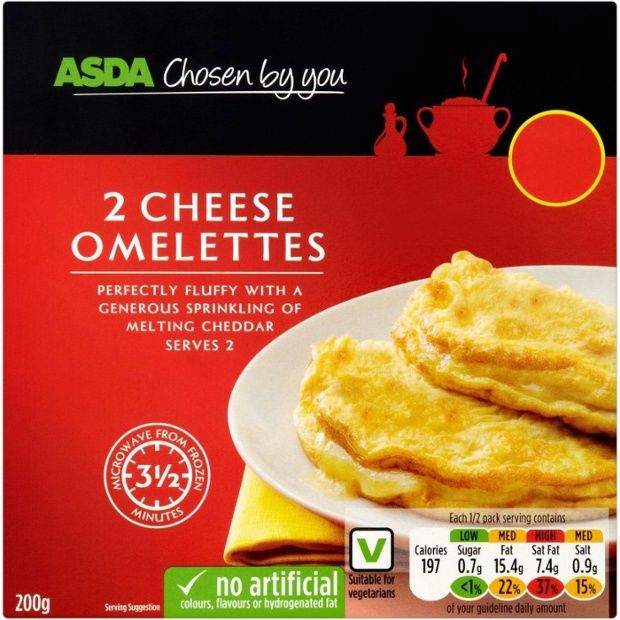 ASDA Chosen by you
2 CHEESE
OMELETTES
PERFECTLY FLUFFY WITH A
GENEROUS SPRINKLING OF
MELTING CHEDDAR
SERVES 2
MICROWAVE FROM FROZEN
3½
MINUTES
Each 1/2 pack serving contains
LOW MED HIGH MED
Calories Sugar Fat Sat Fat Salt
197 0.7g 15.4g 7.4g 0.9g
<1% 22% 37% 15%
of your guideline daily amount
V
Suitable for
vegetarians
no artificial
colours, flavours or hydrogenated fat
200g
Serving Suggestion